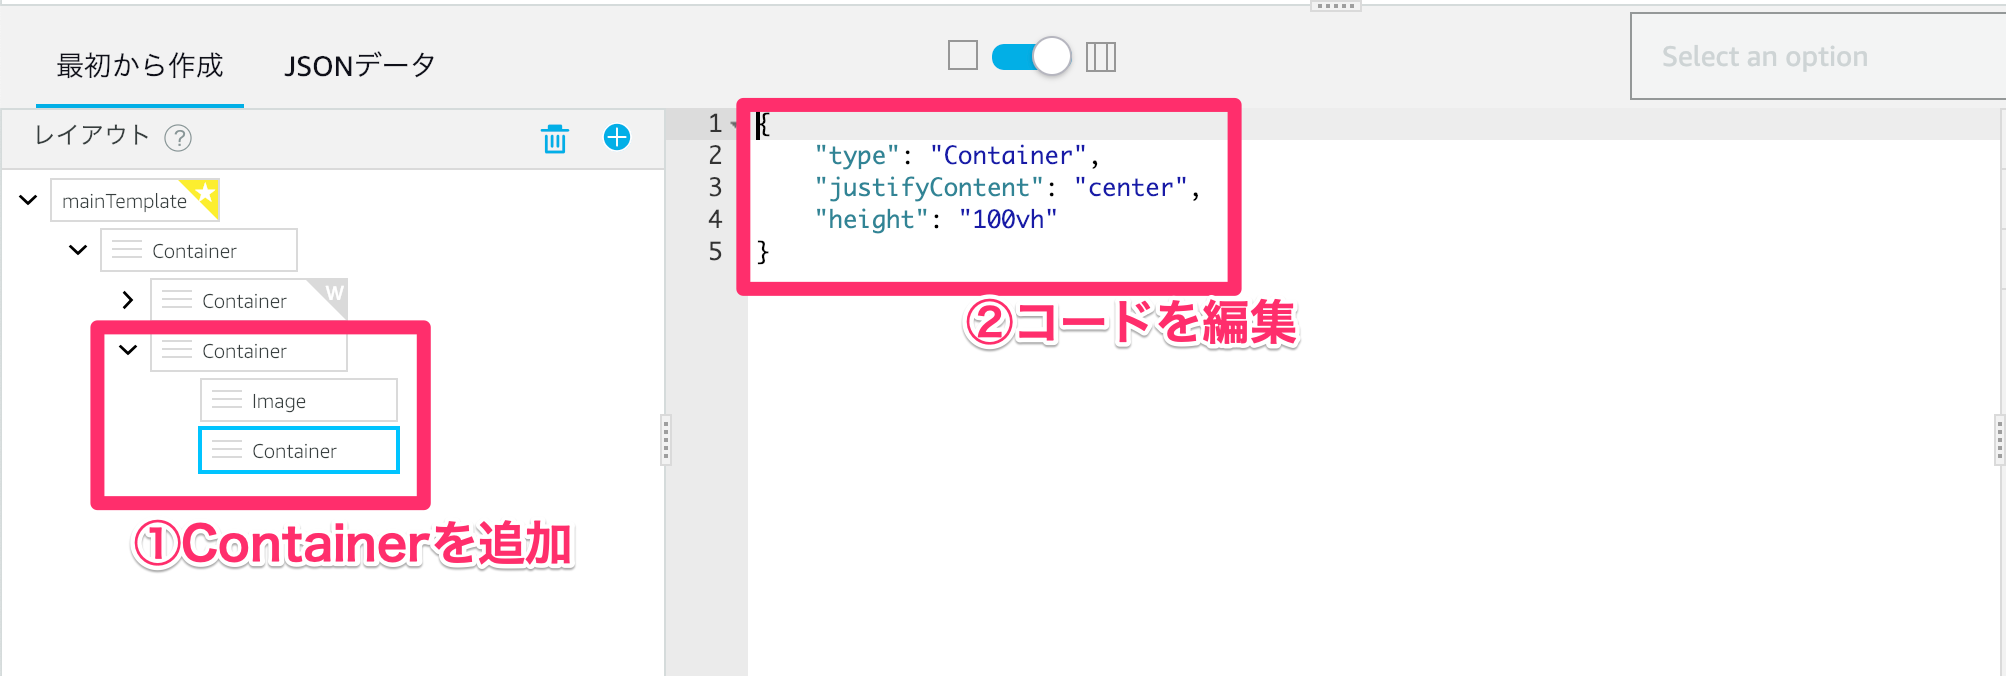 最初から作成
JSONデータ
Select an option
レイアウト ?
mainTemplate
Container
Container W
Container
Image
Container
①Containerを追加
1 {
2 "type": "Container",
3 "justifyContent": "center",
4 "height": "100vh"
5 }
②コードを編集